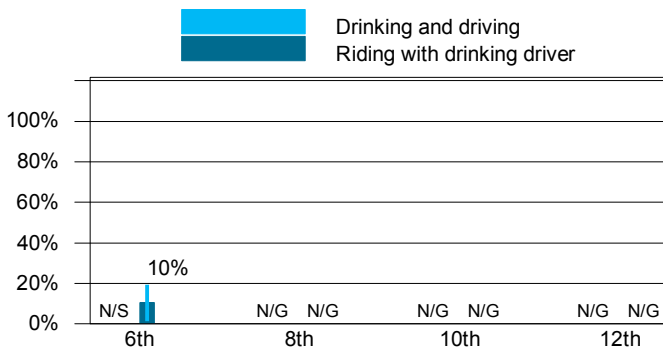 Drinking and driving
Riding with drinking driver
100%
80%
60%
40%
10%
20%
N/S N/G N/G N/G N/G N/G N/G
0%
6th 8th 10th 12th